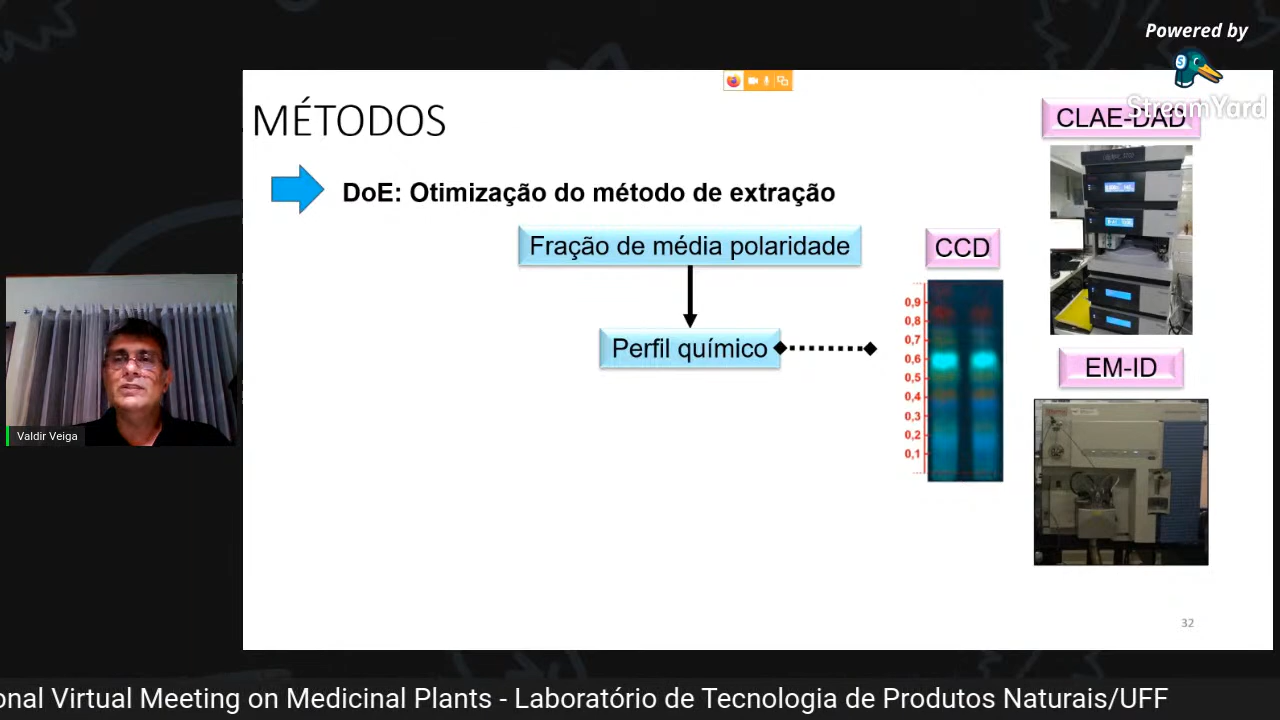 Powered by
StreamYard
MÉTODOS
CLAE-DAD
DoE: Otimização do método de extração
Fração de média polaridade
CCD
Perfil químico
0,9
0,8
0,7
0,6
0,5
0,4
0,3
0,2
0,1
EM-ID
Valdir Veiga
32
onal Virtual Meeting on Medicinal Plants - Laboratório de Tecnologia de Produtos Naturais/UFF